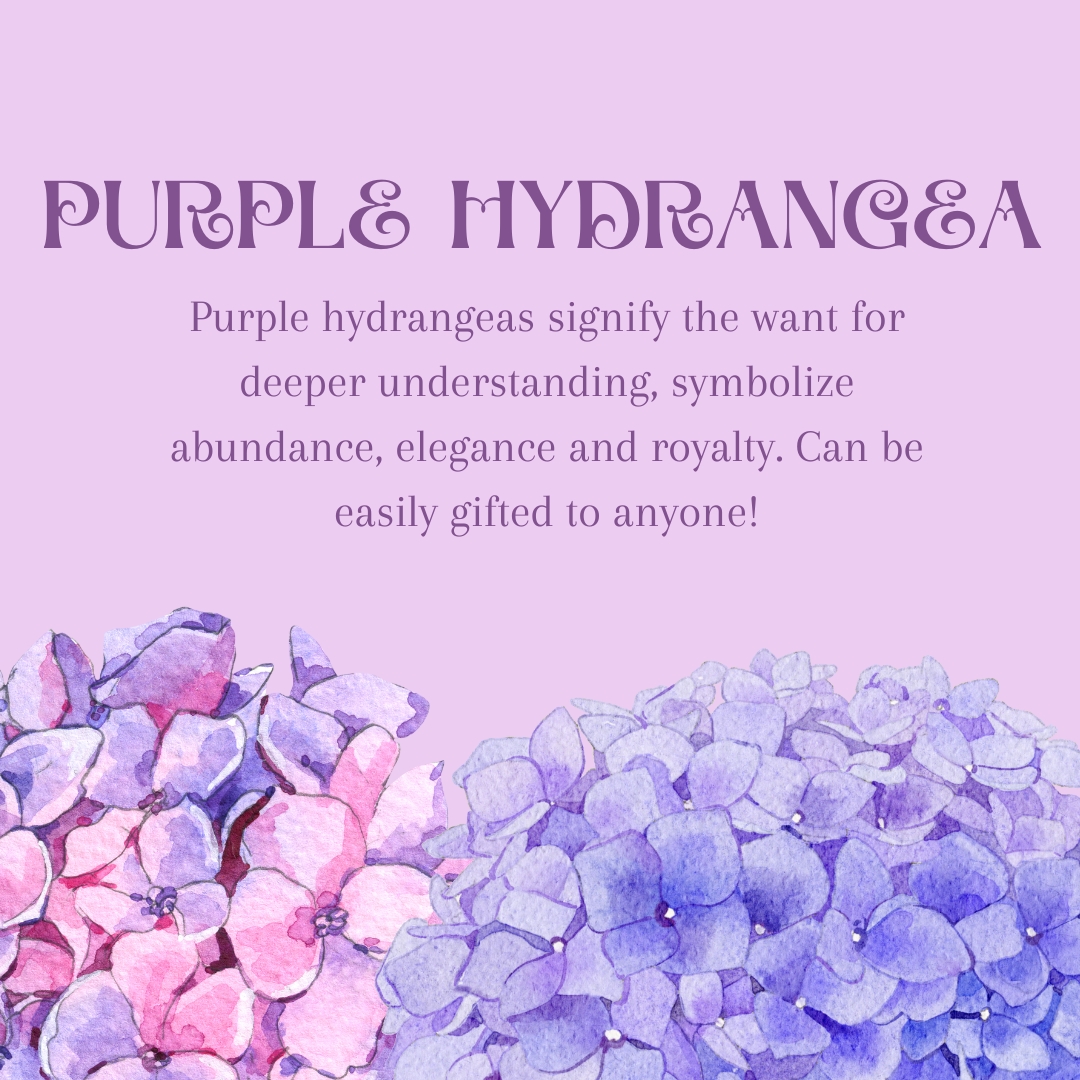 PURPLE HYDRANGEA
Purple hydrangeas signify the want for
deeper understanding, symbolize
abundance, elegance and royalty. Can be
easily gifted to anyone!